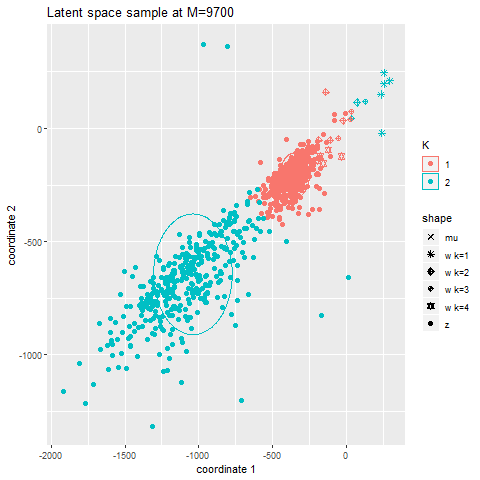 Latent space sample at M=9700
coordinate 2
0
-500
-1000
-2000
-1500
-1000
-500
0
coordinate 1
K
1
2
shape
mu
w k=1
w k=2
w k=3
w k=4
z